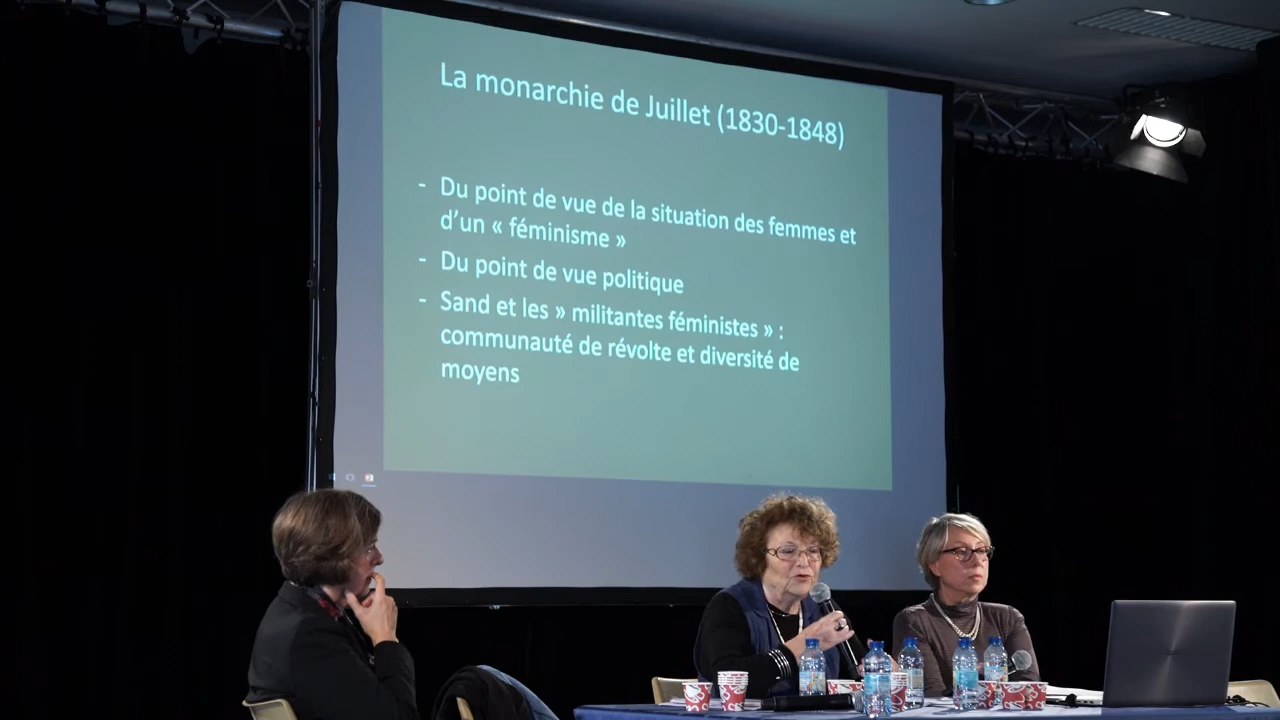 La monarchie de Juillet (1830-1848)
- Du point de vue de la situation des femmes et
d’un « féminisme »
- Du point de vue politique
- Sand et les » militantes féministes » :
communauté de révolte et diversité de
moyens